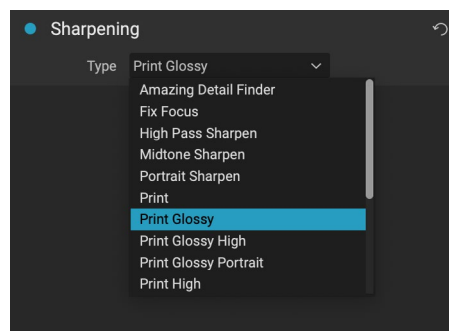 Sharpening
Type Print Glossy
Amazing Detail Finder
Fix Focus
High Pass Sharpen
Midtone Sharpen
Portrait Sharpen
Print
Print Glossy
Print Glossy High
Print Glossy Portrait
Print High